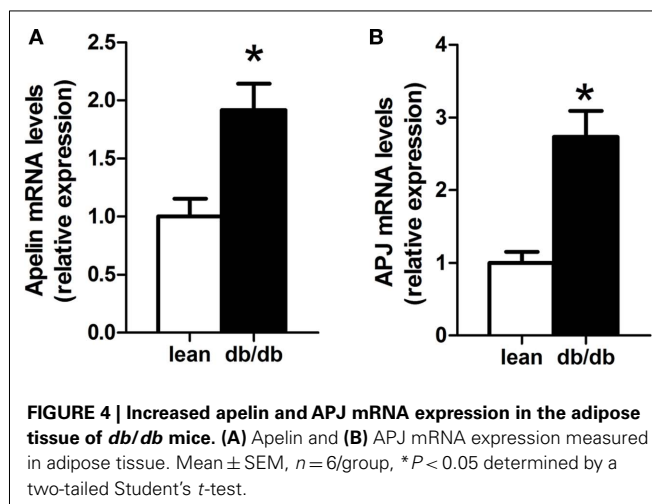 A
Apelin mRNA levels
(relative expression)
2.5
2.0
1.5
1.0
0.5
0.0
*
lean db/db
B
APJ mRNA levels
(relative expression)
4
3
2
1
0
*
lean db/db
FIGURE 4 | Increased apelin and APJ mRNA expression in the adipose
tissue of db/db mice. (A) Apelin and (B) APJ mRNA expression measured
in adipose tissue. Mean ± SEM, n = 6/group, *P < 0.05 determined by a
two-tailed Student's t-test.